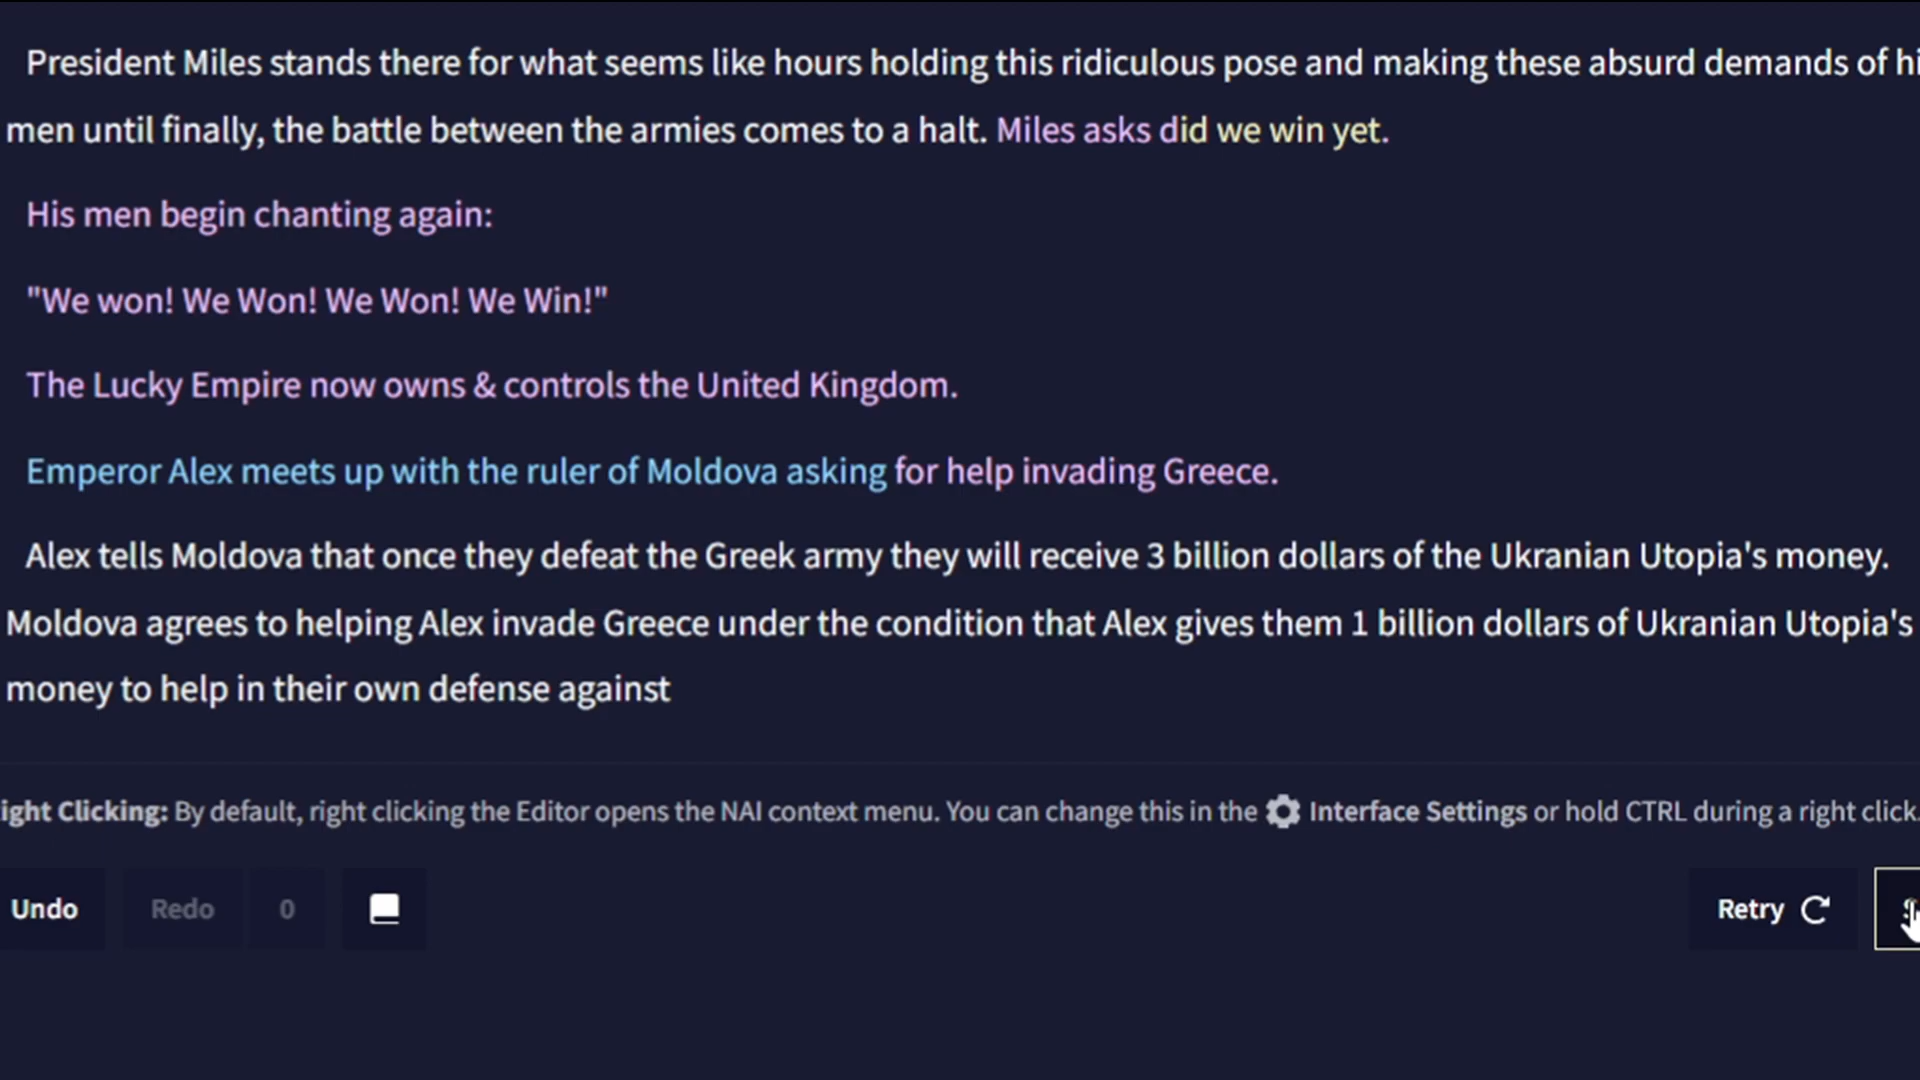 President Miles stands there for what seems like hours holding this ridiculous pose and making these absurd demands of hi
men until finally, the battle between the armies comes to a halt. Miles asks did we win yet.
His men begin chanting again:
"We won! We Won! We Won! We Win!"
The Lucky Empire now owns & controls the United Kingdom.
Emperor Alex meets up with the ruler of Moldova asking for help invading Greece.
Alex tells Moldova that once they defeat the Greek army they will receive 3 billion dollars of the Ukranian Utopia's money.
Moldova agrees to helping Alex invade Greece under the condition that Alex gives them 1 billion dollars of Ukranian Utopia's
money to help in their own defense against
ight Clicking: By default, right clicking the Editor opens the NAI context menu. You can change this in the Interface Settings or hold CTRL during a right click.
Undo Redo 0 Retry